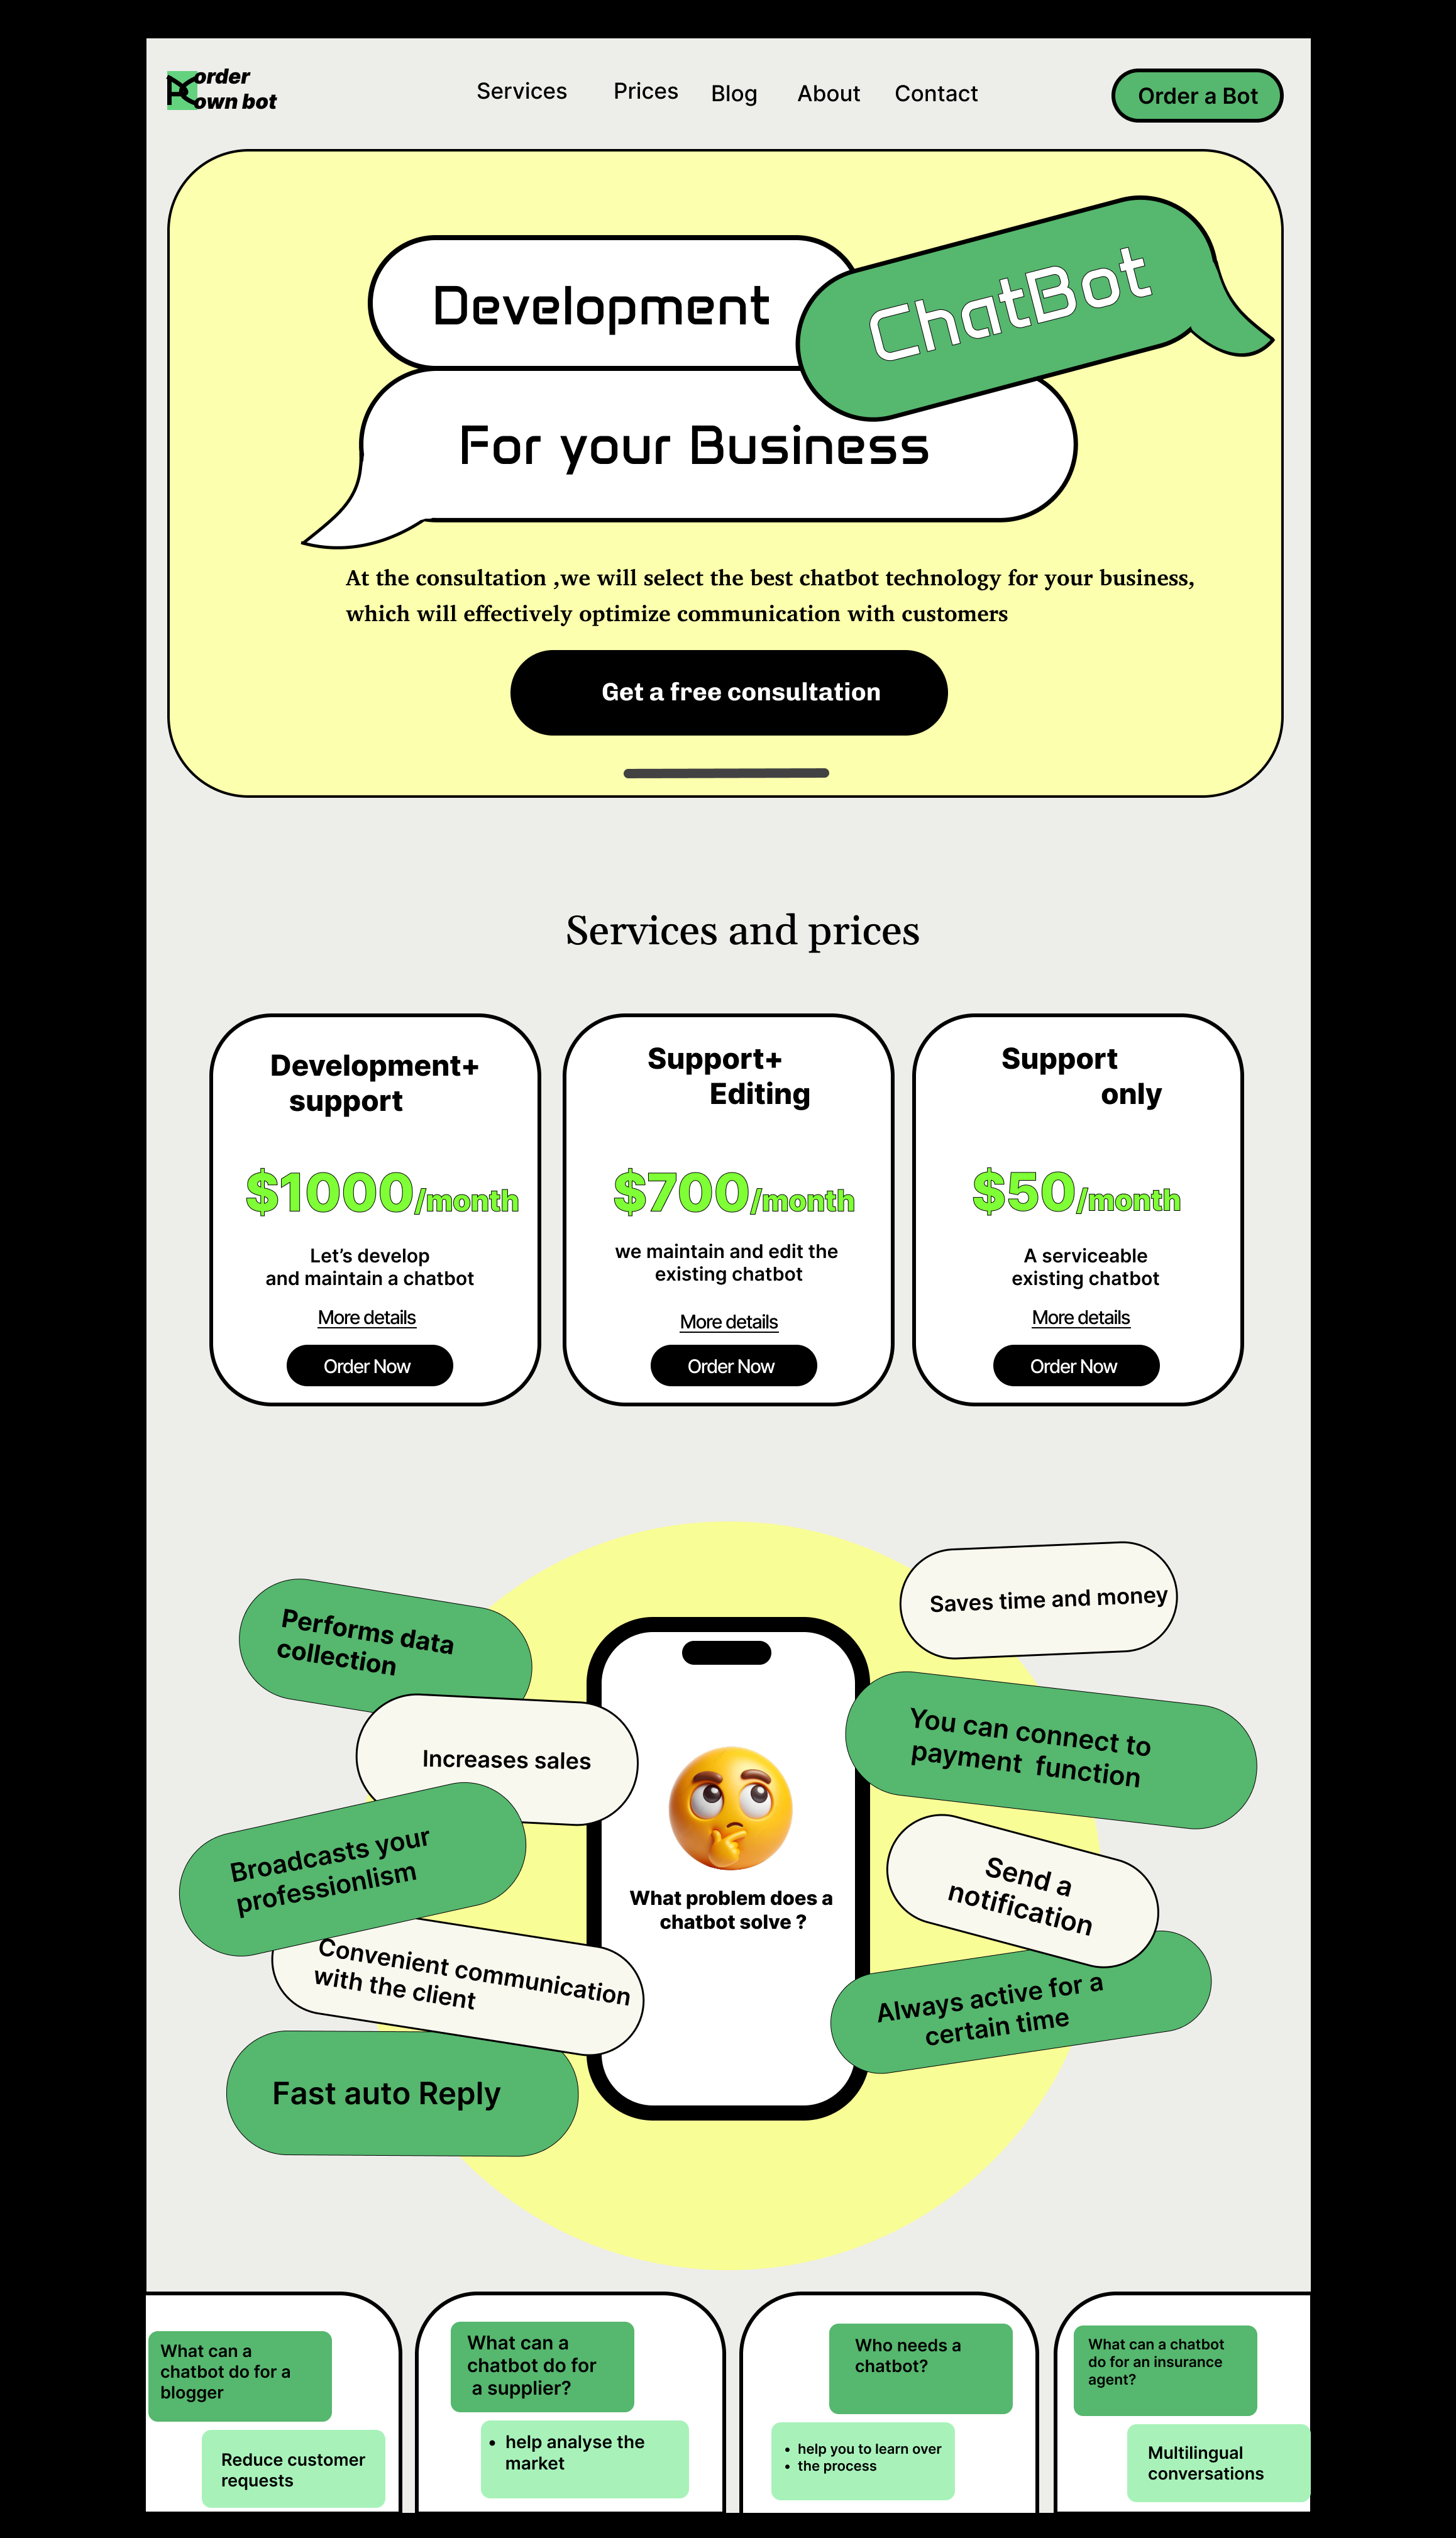 order
own bot
Services Prices Blog About Contact
Order a Bot
Development
ChatBot
For your Business
At the consultation ,we will select the best chatbot technology for your business,
which will effectively optimize communication with customers
Get a free consultation
Services and prices
Development+
support
$1000/month
Let’s develop
and maintain a chatbot
More details
Order Now
Support+
Editing
$700/month
we maintain and edit the
existing chatbot
More details
Order Now
Support
only
$50/month
A serviceable
existing chatbot
More details
Order Now
Performs data
collection
Increases sales
Broadcasts your
professionlism
Convenient communication
with the client
Fast auto Reply
What problem does a
chatbot solve ?
Saves time and money
You can connect to
payment function
Send a
notification
Always active for a
certain time
What can a
chatbot do for a
blogger
Reduce customer
requests
What can a
chatbot do for
a supplier?
• help analyse the
market
Who needs a
chatbot?
• help you to learn over
• the process
What can a chatbot
do for an insurance
agent?
Multilingual
conversations